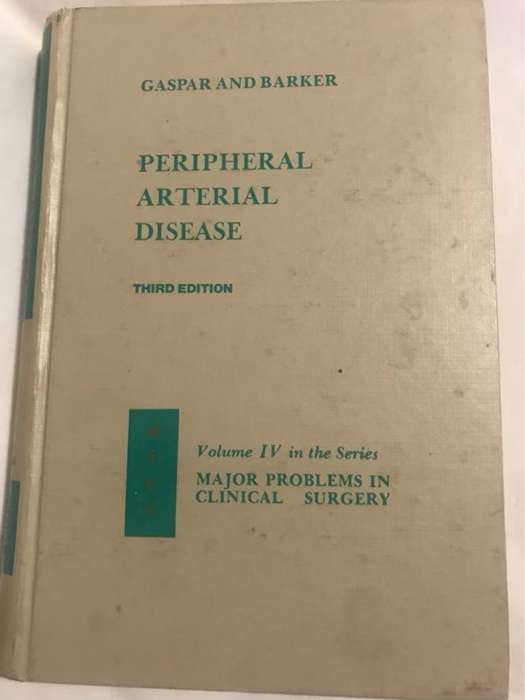 GASPAR AND BARKER
PERIPHERAL
ARTERIAL
DISEASE
THIRD EDITION
Volume IV in the Series
MAJOR PROBLEMS IN
CLINICAL SURGERY